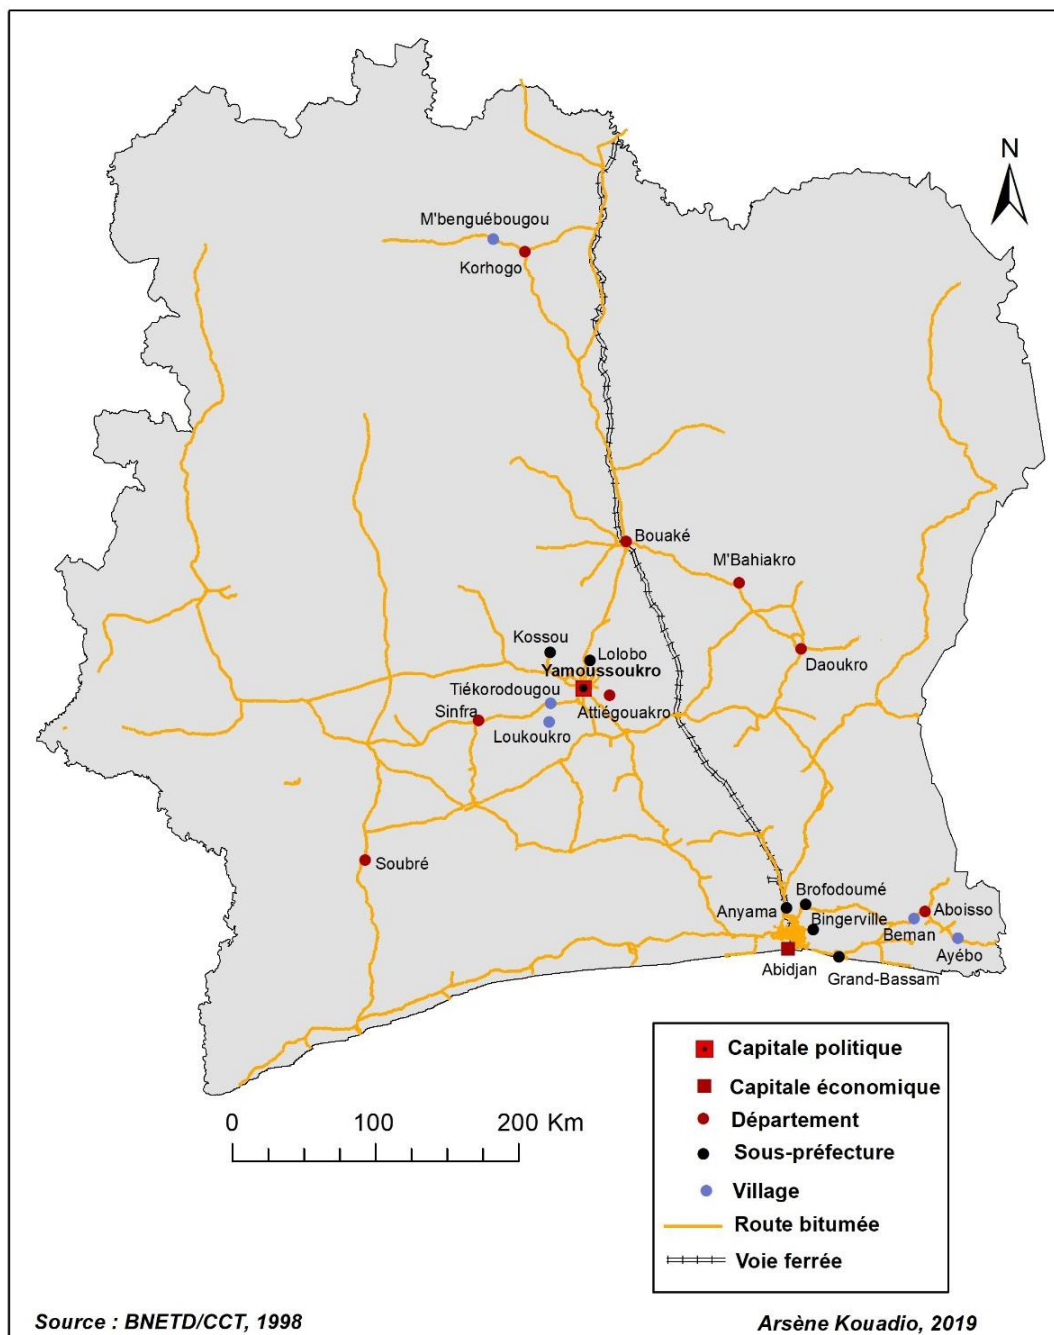 N
M'benguébougou
Korhogo
Bouaké
M'Bahiakro
Kossou
Lolobo
Yamoussoukro
Daoukro
Tiékorodougou
Attiégouakro
Sinfra
Loukoukro
Soubré
Brofodoumé
Anyama
Bingerville
Aboisso
Beman
Ayébo
Abidjan
Grand-Bassam
Capitale politique
Capitale économique
Département
Sous-préfecture
Village
Route bitumée
Voie ferrée
0 100 200 Km
Source : BNETD/CCT, 1998
Arsène Kouadio, 2019